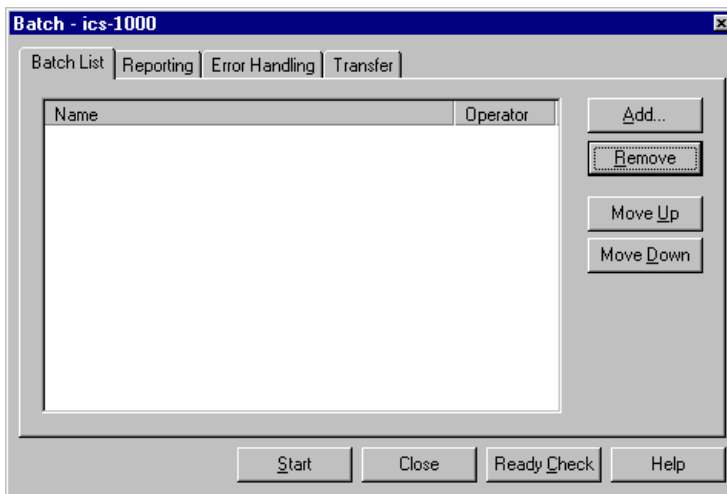 Batch - ics-1000
Batch List Reporting Error Handling Transfer
Name Operator
Add...
Remove
Move Up
Move Down
Start Close Ready Check Help